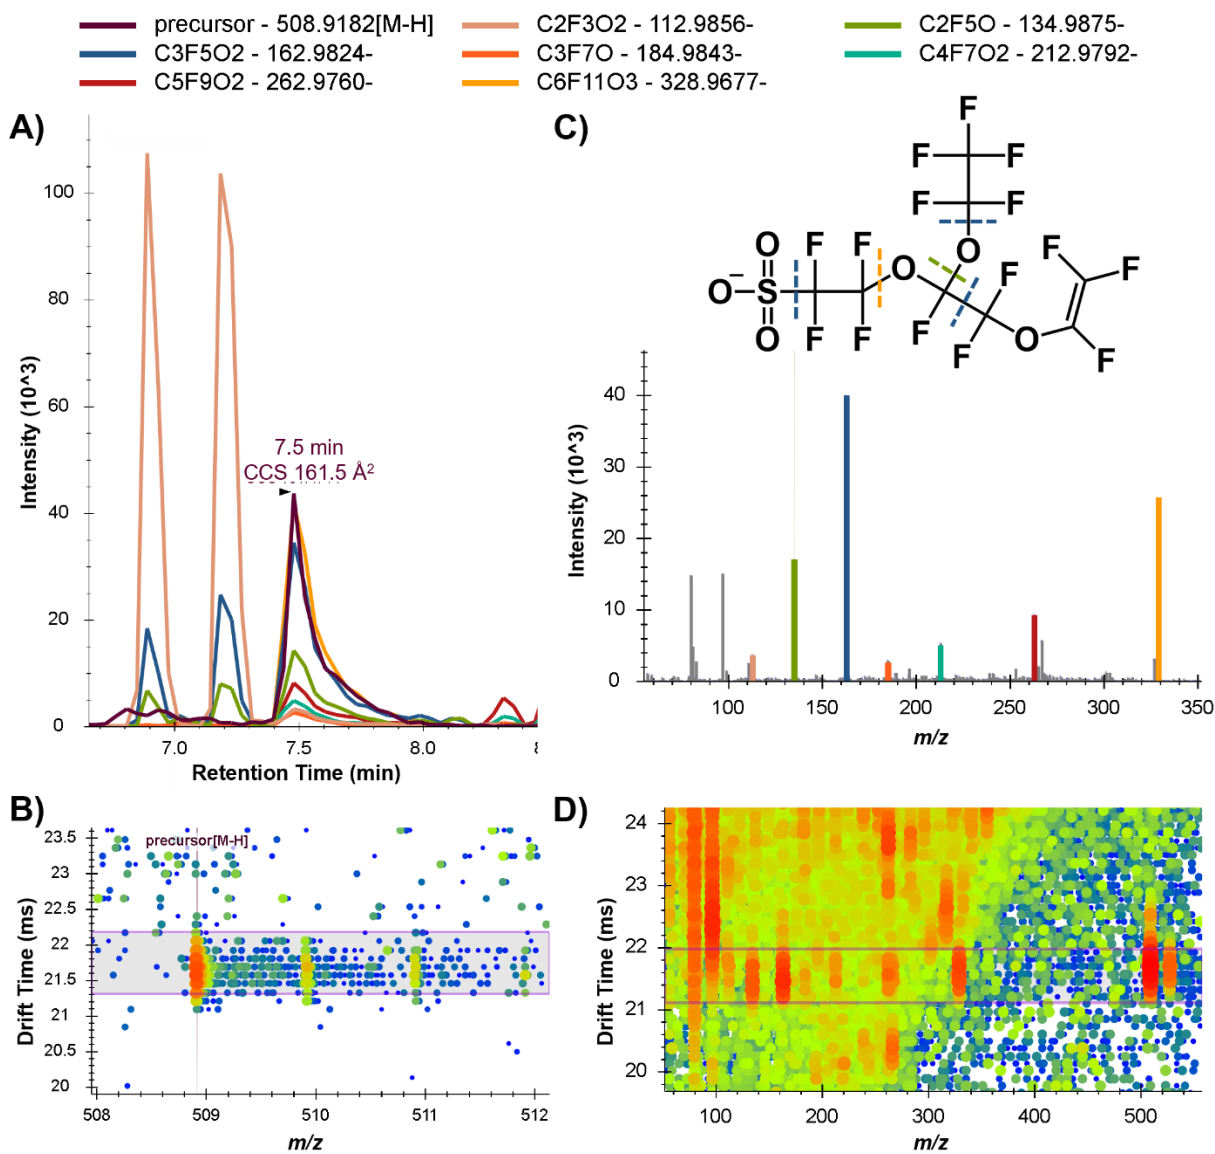 precursor - 508.9182[M-H]
C2F3O2 - 112.9856-
C2F5O - 134.9875-
C3F5O2 - 162.9824-
C3F7O - 184.9843-
C4F7O2 - 212.9792-
C5F9O2 - 262.9760-
C6F11O3 - 328.9677-
A)
Intensity (10^3)
100
80
60
40
20
0
7.5 min
CCS 161.5 Å2
7.0
7.5
8.0
Retention Time (min)
C)
F
F
F
F
F
O
O
F
F
O
F
F
F
O−
S
O
F
F
F
F
F
O
F
Intensity (10^3)
40
30
20
10
0
100
150
200
250
300
350
m/z
B)
precursor[M-H]
Drift Time (ms)
23.5
23
22.5
22
21.5
21
20.5
20
508
509
510
511
512
m/z
D)
Drift Time (ms)
24
23
22
21
20
100
200
300
400
500
m/z